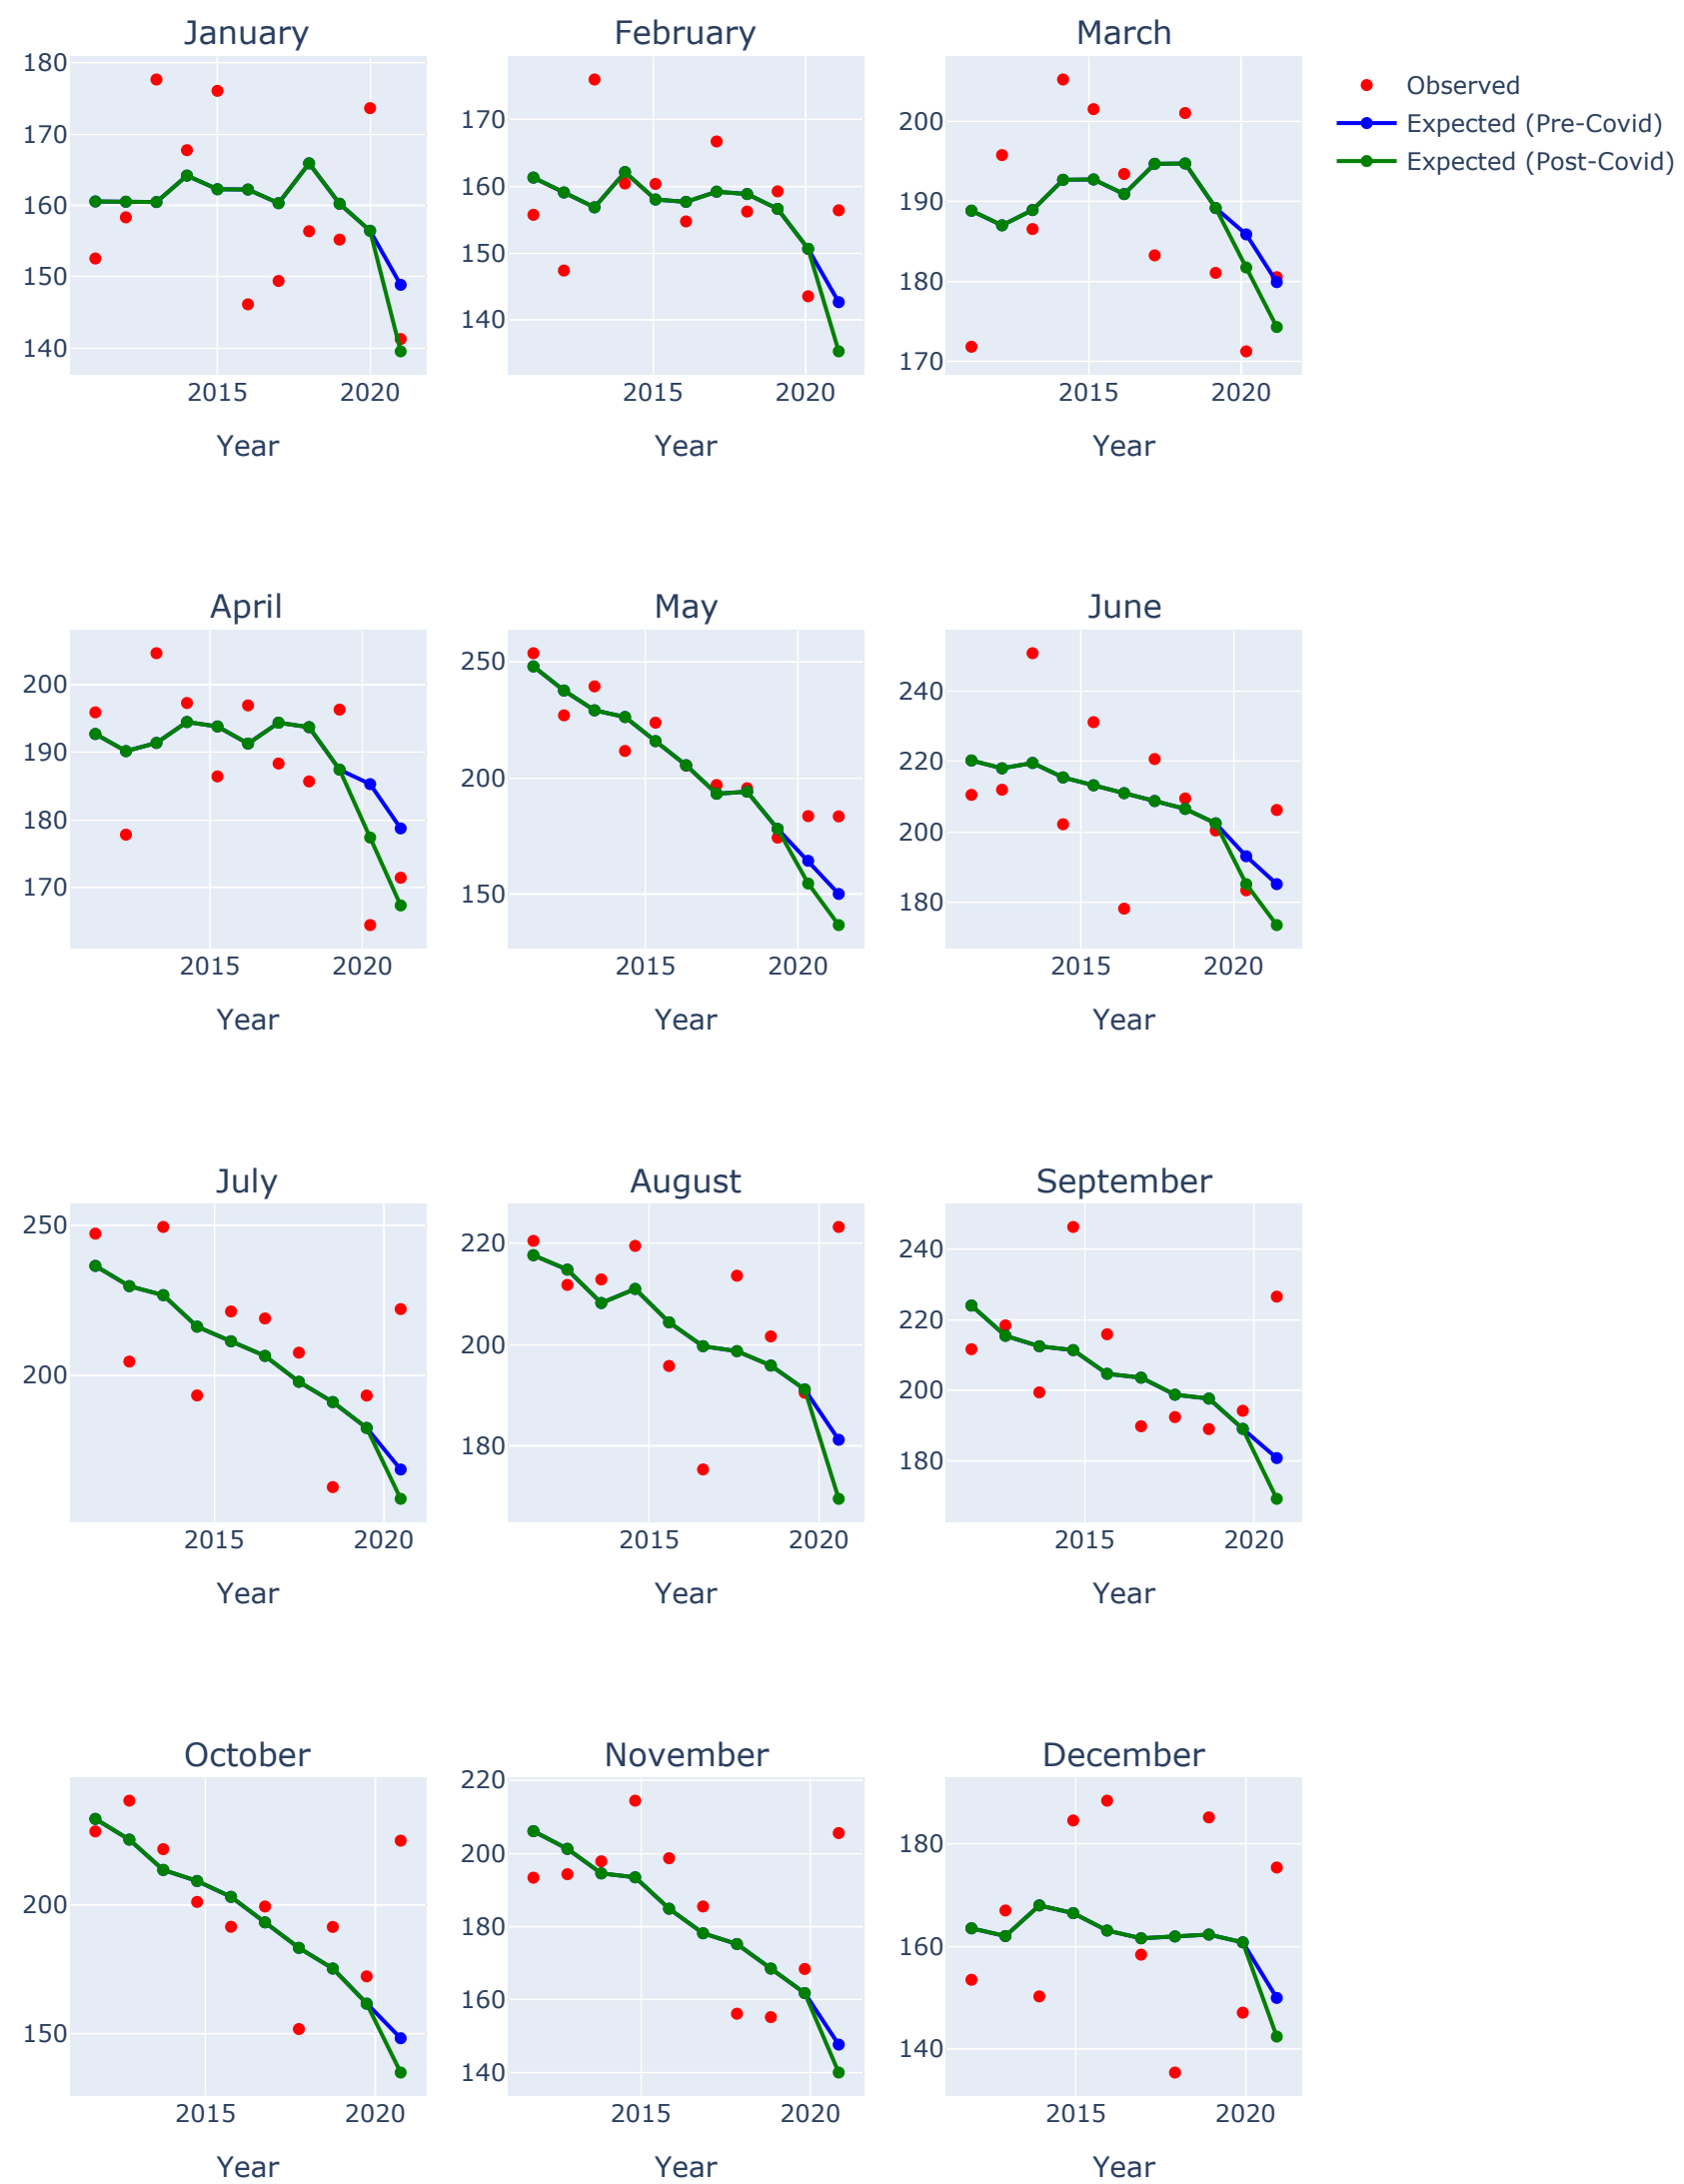 January
February
March
180
170
160
150
140
2015
2020
Year
170
160
150
140
2015
2020
Year
200
190
180
170
2015
2020
Year
Observed
Expected (Pre-Covid)
Expected (Post-Covid)
April
May
June
200
190
180
170
2015
2020
Year
250
200
150
2015
2020
Year
240
220
200
180
2015
2020
Year
July
August
September
250
200
2015
2020
Year
220
200
180
2015
2020
Year
240
220
200
180
2015
2020
Year
October
November
December
200
150
2015
2020
Year
220
200
180
160
140
2015
2020
Year
180
160
140
2015
2020
Year